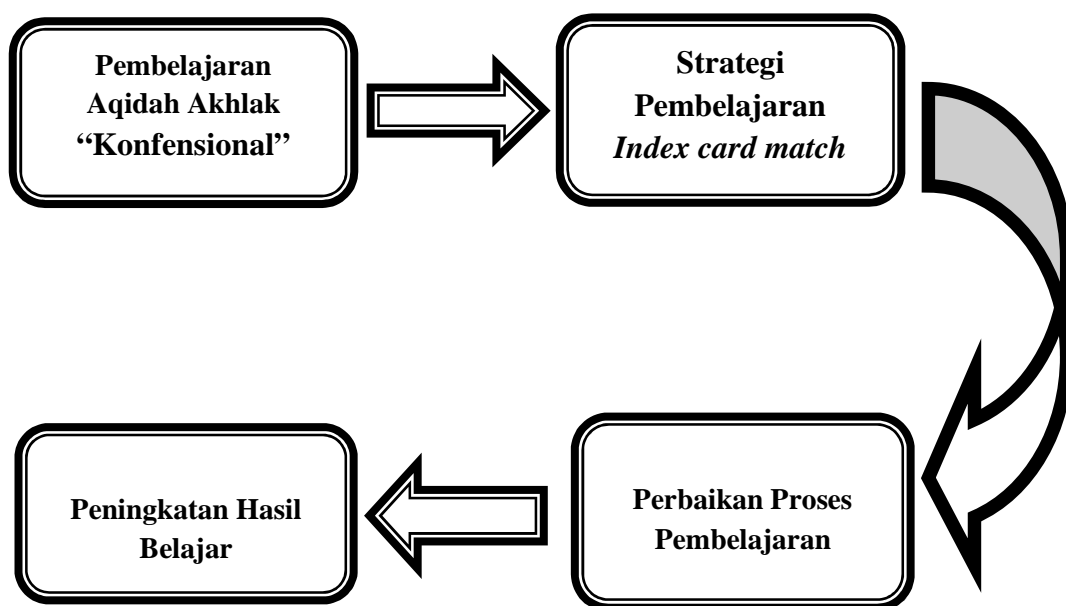 Pembelajaran
Aqidah Akhlak
“Konfensional”
Strategi
Pembelajaran
Index card match
Perbaikan Proses
Pembelajaran
Peningkatan Hasil
Belajar